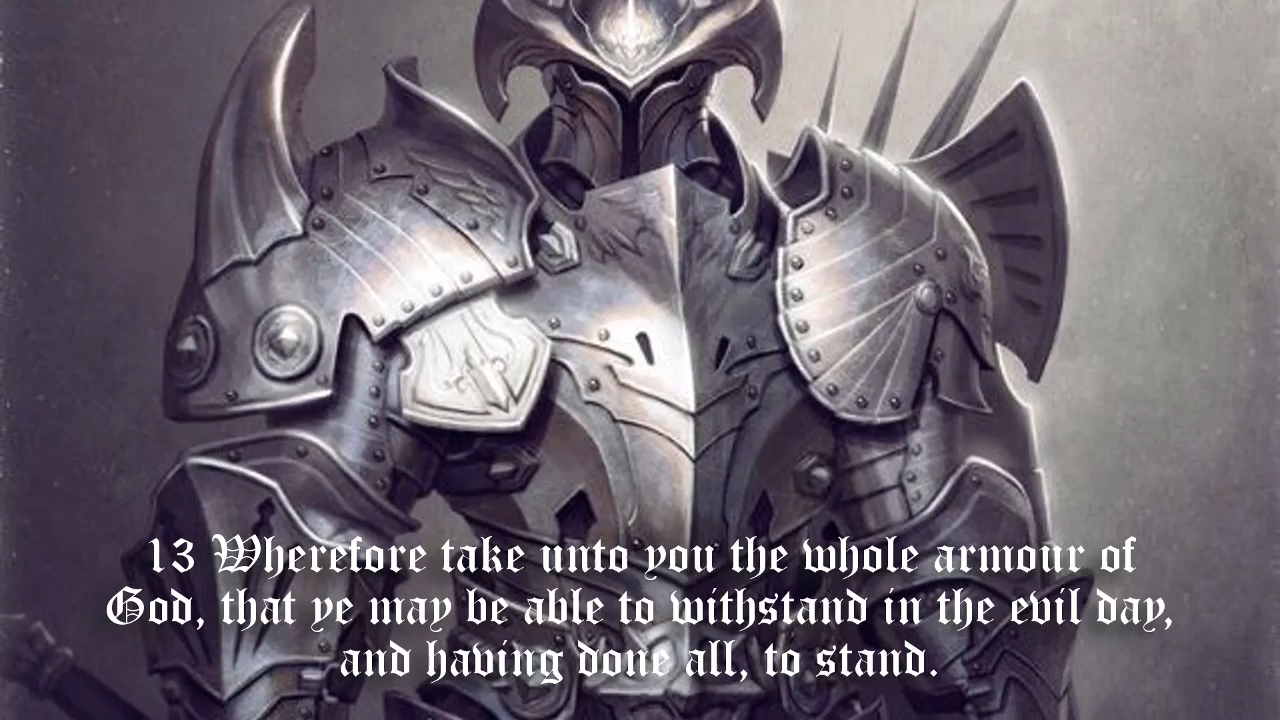 13 Wherefore take unto you the whole armour of
God, that ye may be able to withstand in the evil day,
and having done all, to stand.